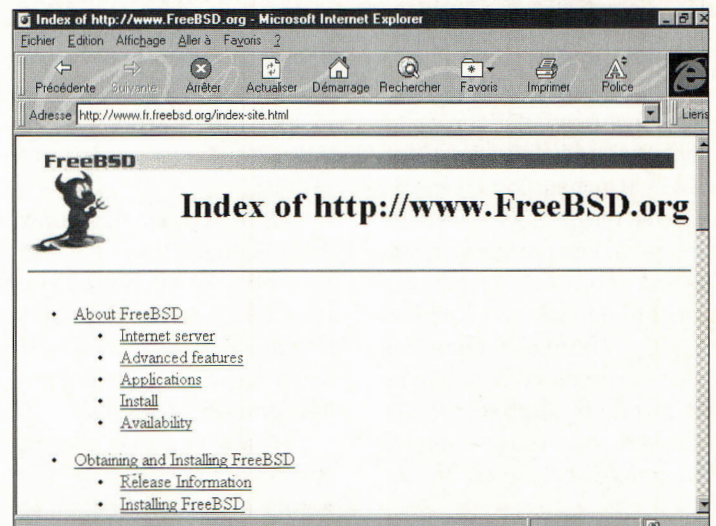 Index of http://www.FreeBSD.org - Microsoft Internet Explorer
Fichier Edition Affichage Aller à Favoris ?
Précédente Suivante Arrêter Actualiser Démarrage Rechercher Favoris Imprimer Police
Adresse http://www.fr.freebsd.org/index-site.html Liens
FreeBSD
Index of http://www.FreeBSD.org
• About FreeBSD
• Internet server
• Advanced features
• Applications
• Install
• Availability
• Obtaining and Installing FreeBSD
• Release Information
• Installing FreeBSD